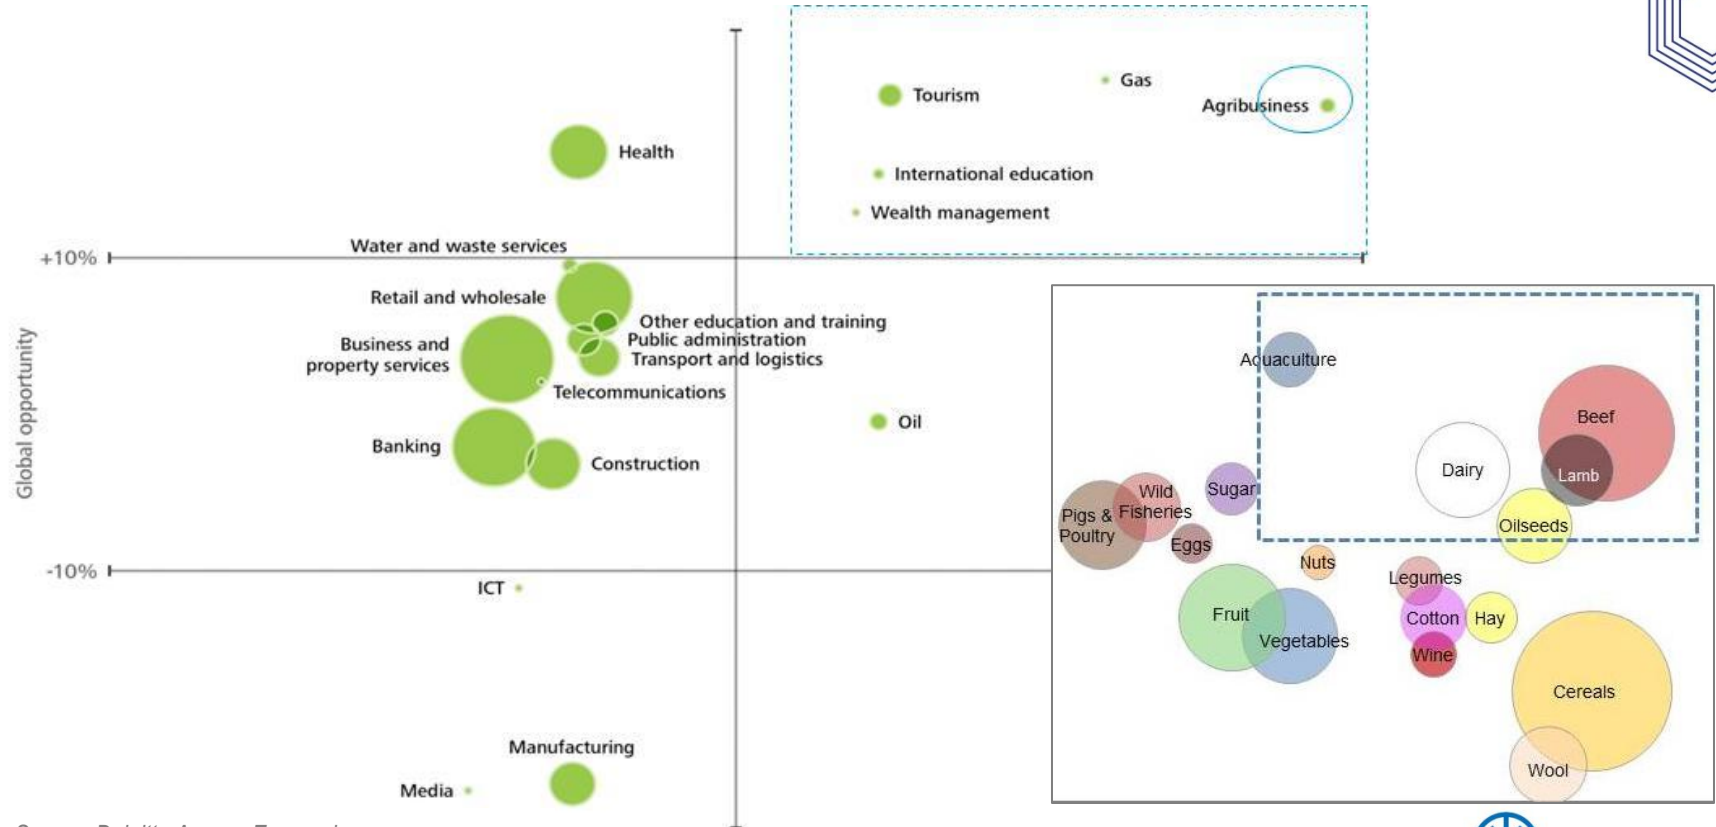 Tourism
Gas
Agribusiness
Health
International education
Wealth management
Water and waste services
+10%
Retail and wholesale
Other education and training
Public administration
Transport and logistics
Business and
property services
Telecommunications
Global opportunity
Oil
Banking
Construction
-10%
ICT
Manufacturing
Media
Aquaculture
Beef
Dairy
Lamb
Sugar
Wild
Fisheries
Pigs &
Poultry
Oilseeds
Eggs
Nuts
Legumes
Fruit
Cotton
Hay
Vegetables
Wine
Cereals
Wool